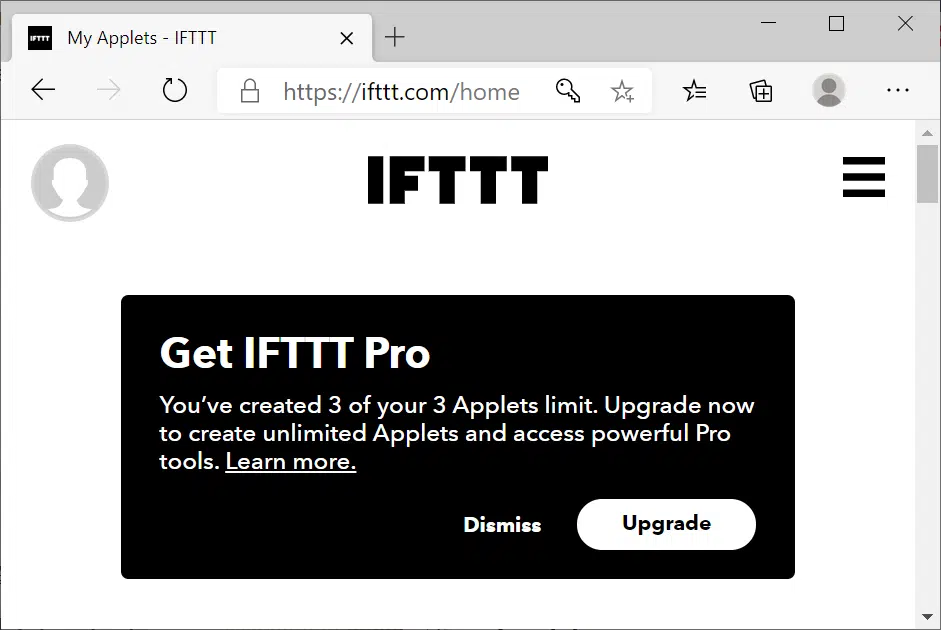 IFTTT
My Applets - IFTTT
https://ifttt.com/home
IFTTT
Get IFTTT Pro
You’ve created 3 of your 3 Applets limit. Upgrade now
to create unlimited Applets and access powerful Pro
tools. Learn more.
Dismiss
Upgrade